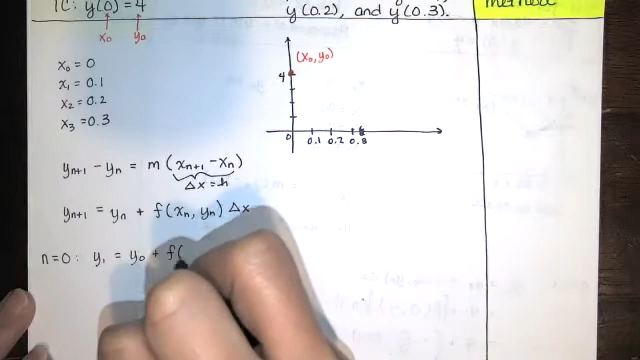 IC: y(0) = 4
y(0.2), and y(0.3).
method
x₀ y₀
x₀ = 0
x₁ = 0.1
x₂ = 0.2
x₃ = 0.3
(x₀, y₀)
4
0 0.1 0.2 0.3
yₙ₊₁ - yₙ = m (xₙ₊₁ - xₙ)
Δx = h
yₙ₊₁ = yₙ + f(xₙ, yₙ) Δx
n=0: y₁ = y₀ + f(